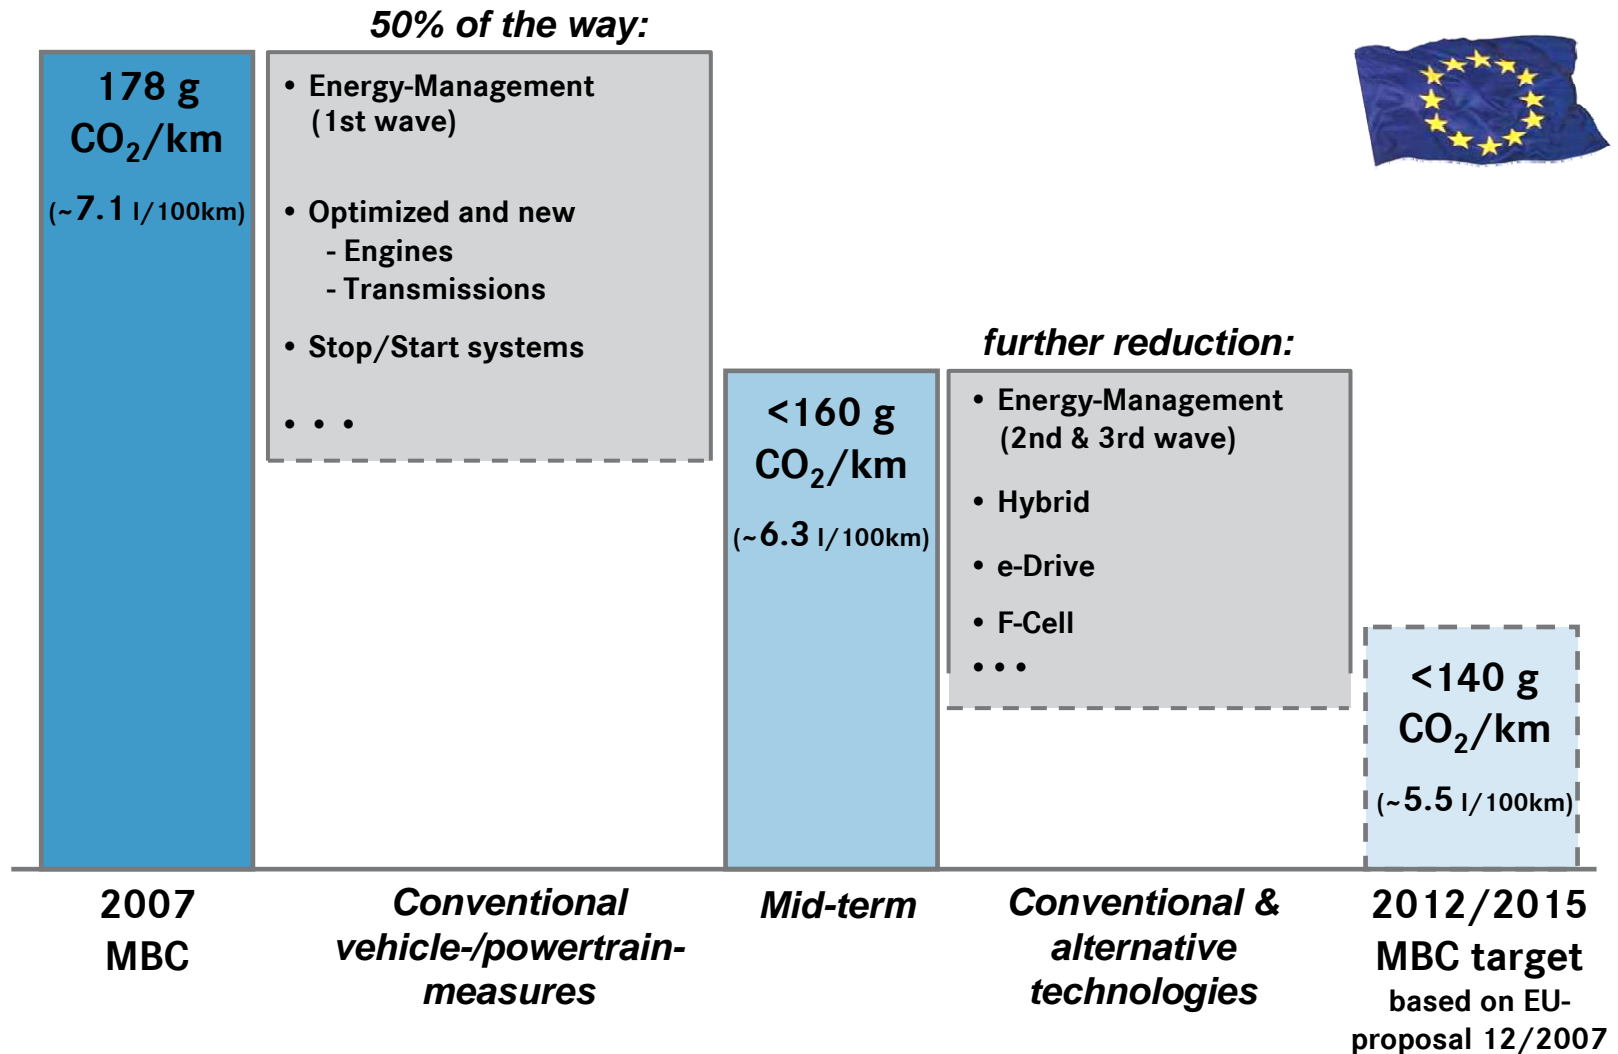 50% of the way:
178 g
CO₂/km
(~7.1 l/100km)
• Energy-Management
(1st wave)
• Optimized and new
- Engines
- Transmissions
• Stop/Start systems
• • •
<160 g
CO₂/km
(~6.3 l/100km)
further reduction:
• Energy-Management
(2nd & 3rd wave)
• Hybrid
• e-Drive
• F-Cell
• • •
<140 g
CO₂/km
(~5.5 l/100km)
2007
MBC
Conventional
vehicle-/powertrain-
measures
Mid-term
Conventional &
alternative
technologies
2012/2015
MBC target
based on EU-
proposal 12/2007